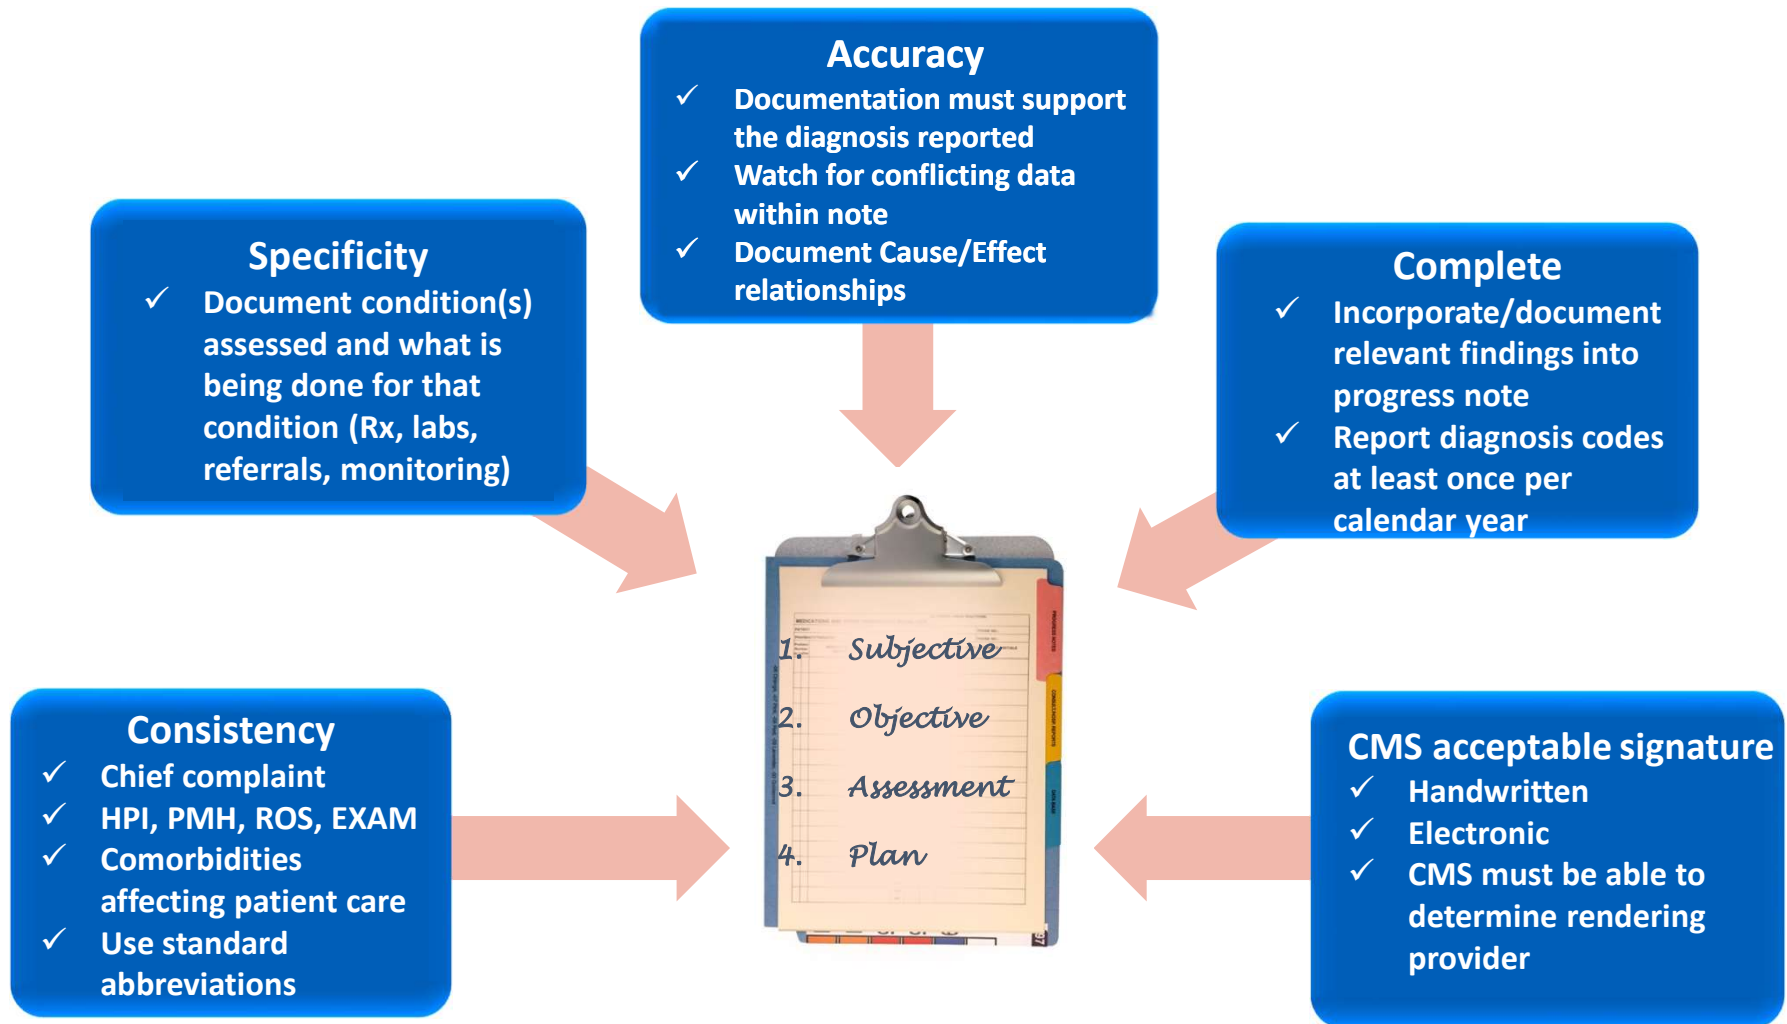 Accuracy
✓ Documentation must support
the diagnosis reported
✓ Watch for conflicting data
within note
✓ Document Cause/Effect
relationships
Specificity
✓ Document condition(s)
assessed and what is
being done for that
condition (Rx, labs,
referrals, monitoring)
Complete
✓ Incorporate/document
relevant findings into
progress note
✓ Report diagnosis codes
at least once per
calendar year
Consistency
✓ Chief complaint
✓ HPI, PMH, ROS, EXAM
✓ Comorbidities
affecting patient care
✓ Use standard
abbreviations
1. Subjective
2. Objective
3. Assessment
4. Plan
PROGRESS NOTES
CMS acceptable signature
✓ Handwritten
✓ Electronic
✓ CMS must be able to
determine rendering
provider